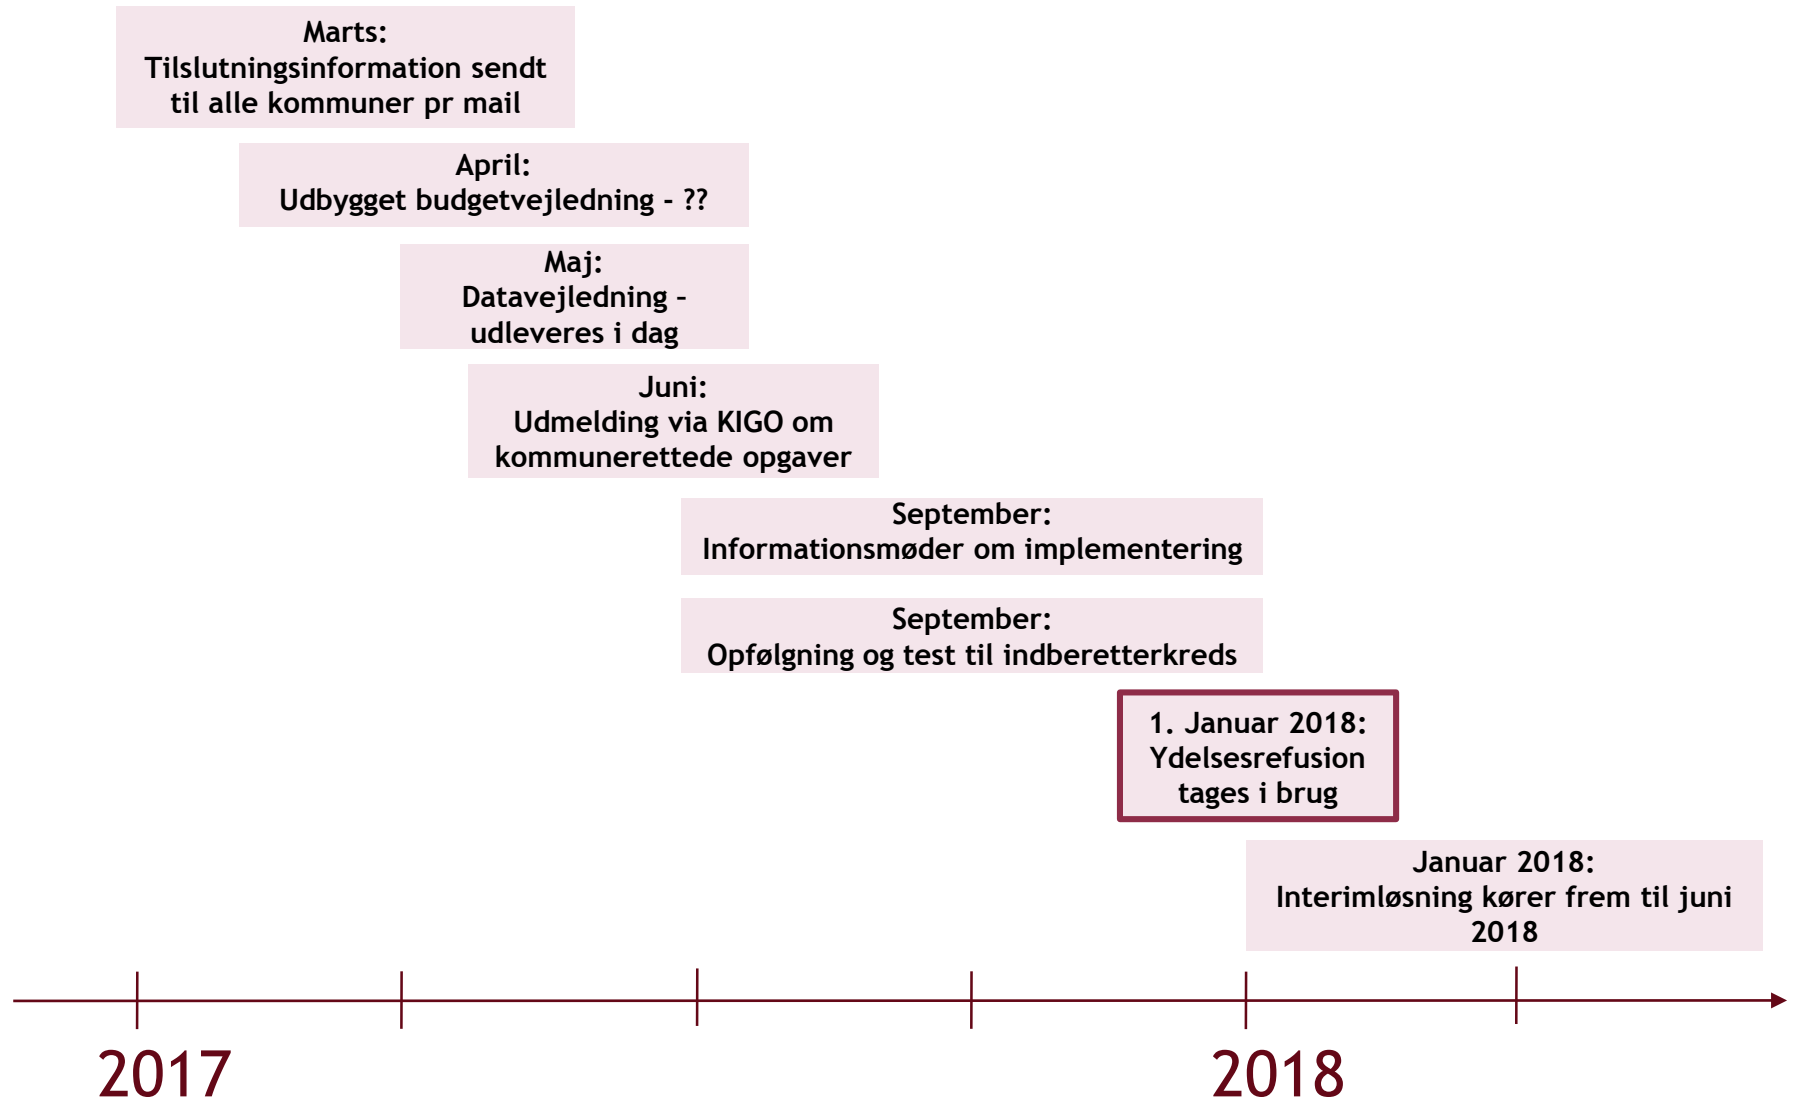 Marts:
Tilslutningsinformation sendt
til alle kommuner pr mail
April:
Udbygget budgetvejledning - ??
Maj:
Datavejledning –
udleveres i dag
Juni:
Udmelding via KIGO om
kommunerettede opgaver
September:
Informationsmøder om implementering
September:
Opfølgning og test til indberetterkreds
1. Januar 2018:
Ydelsesrefusion
tages i brug
Januar 2018:
Interimløsning kører frem til juni
2018
2017
2018